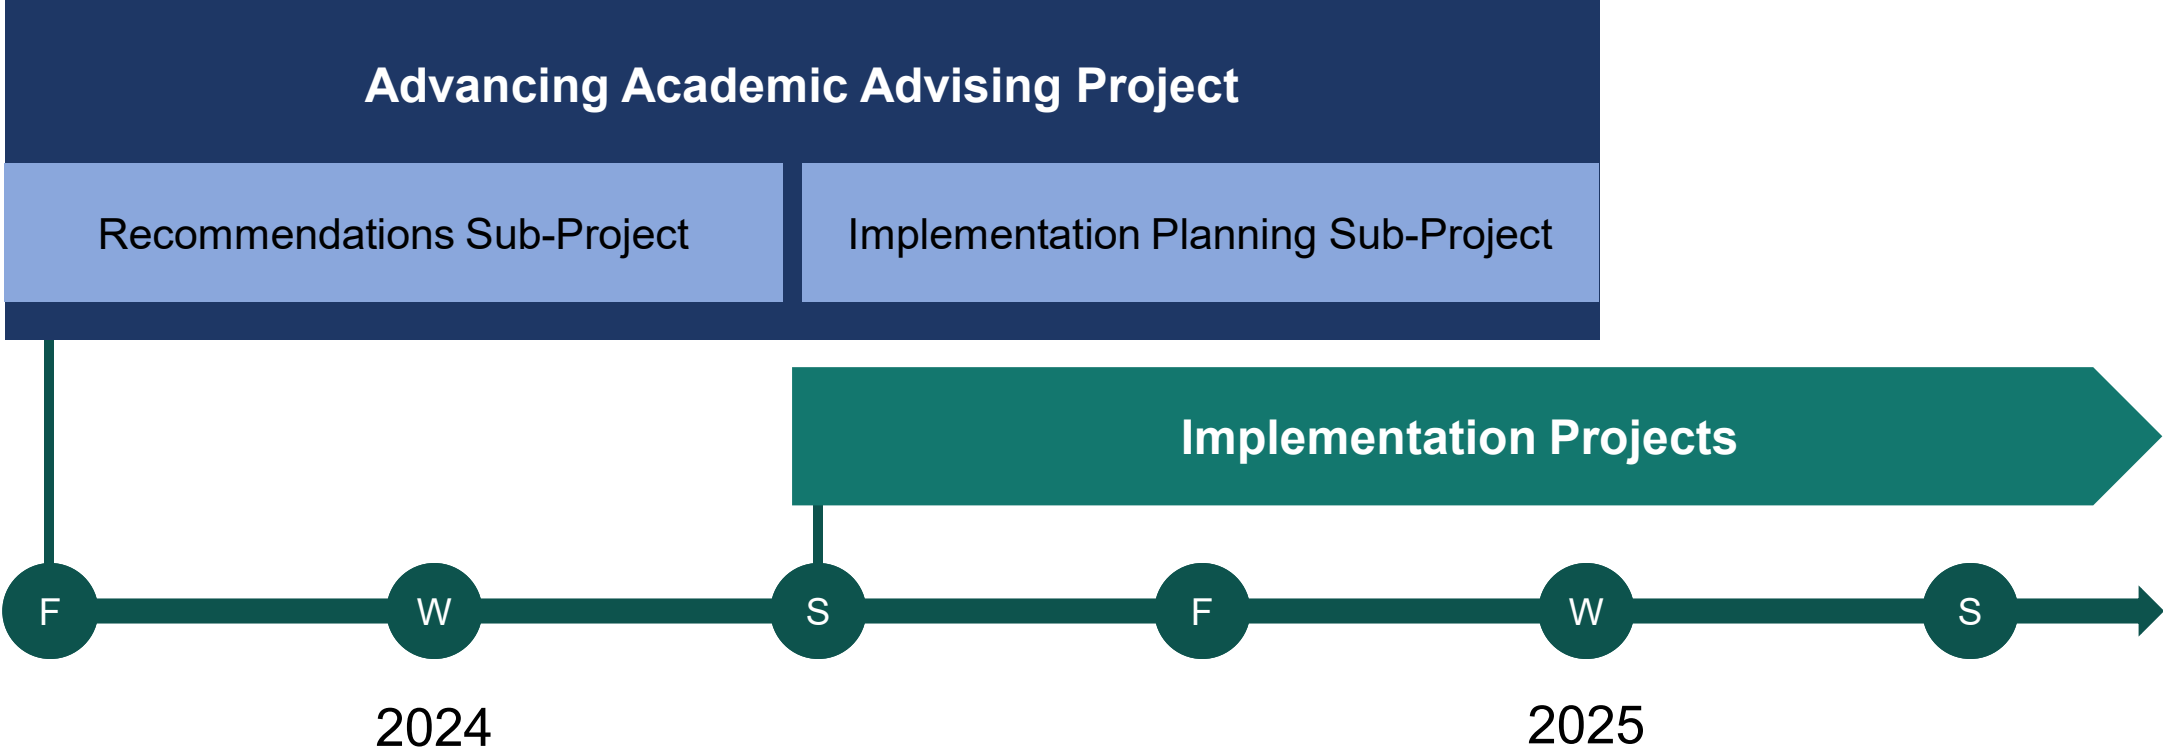 Advancing Academic Advising Project
Recommendations Sub-Project
Implementation Planning Sub-Project
Implementation Projects
F
W
S
F
W
S
2024
2025